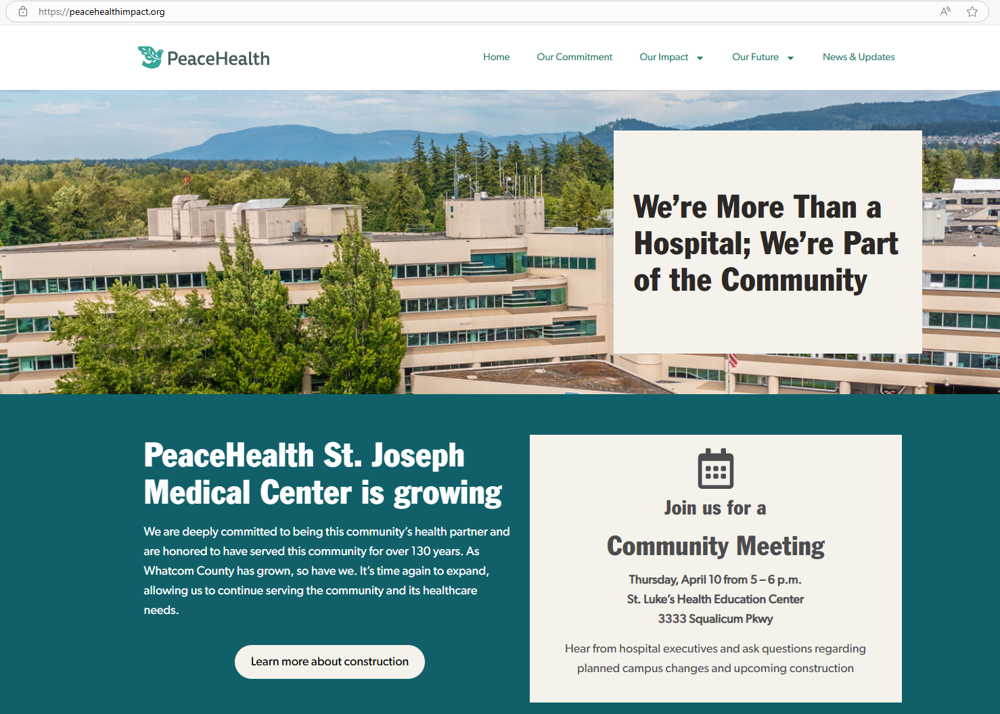 https://peacehealthimpact.org
PeaceHealth
Home
Our Commitment
Our Impact
Our Future
News & Updates
We’re More Than a
Hospital; We’re Part
of the Community
PeaceHealth St. Joseph
Medical Center is growing
We are deeply committed to being this community’s health partner and
are honored to have served this community for over 130 years. As
Whatcom County has grown, so have we. It’s time again to expand,
allowing us to continue serving the community and its healthcare
needs.
Learn more about construction
Join us for a
Community Meeting
Thursday, April 10 from 5 – 6 p.m.
St. Luke’s Health Education Center
3333 Squalicum Pkwy
Hear from hospital executives and ask questions regarding
planned campus changes and upcoming construction